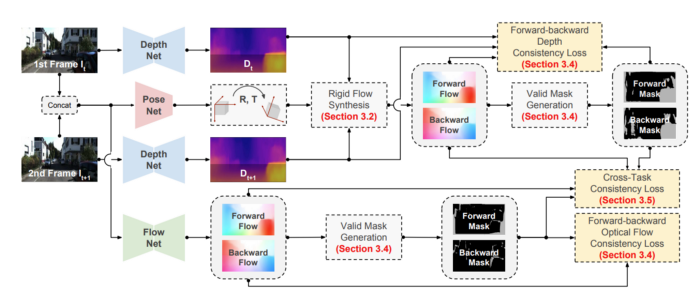 1st Frame I_t
Depth
Net
D_t
Forward-backward
Depth
Consistency Loss
(Section 3.4)
Concat
Pose
Net
R, T
Rigid Flow
Synthesis
(Section 3.2)
Forward
Flow
Backward
Flow
Valid Mask
Generation
(Section 3.4)
Forward
Mask
Backward
Mask
2nd Frame I_t+1
Depth
Net
D_t+1
Cross-Task
Consistency Loss
(Section 3.5)
Flow
Net
Forward
Flow
Backward
Flow
Valid Mask
Generation
(Section 3.4)
Forward
Mask
Backward
Mask
Forward-backward
Optical Flow
Consistency Loss
(Section 3.4)